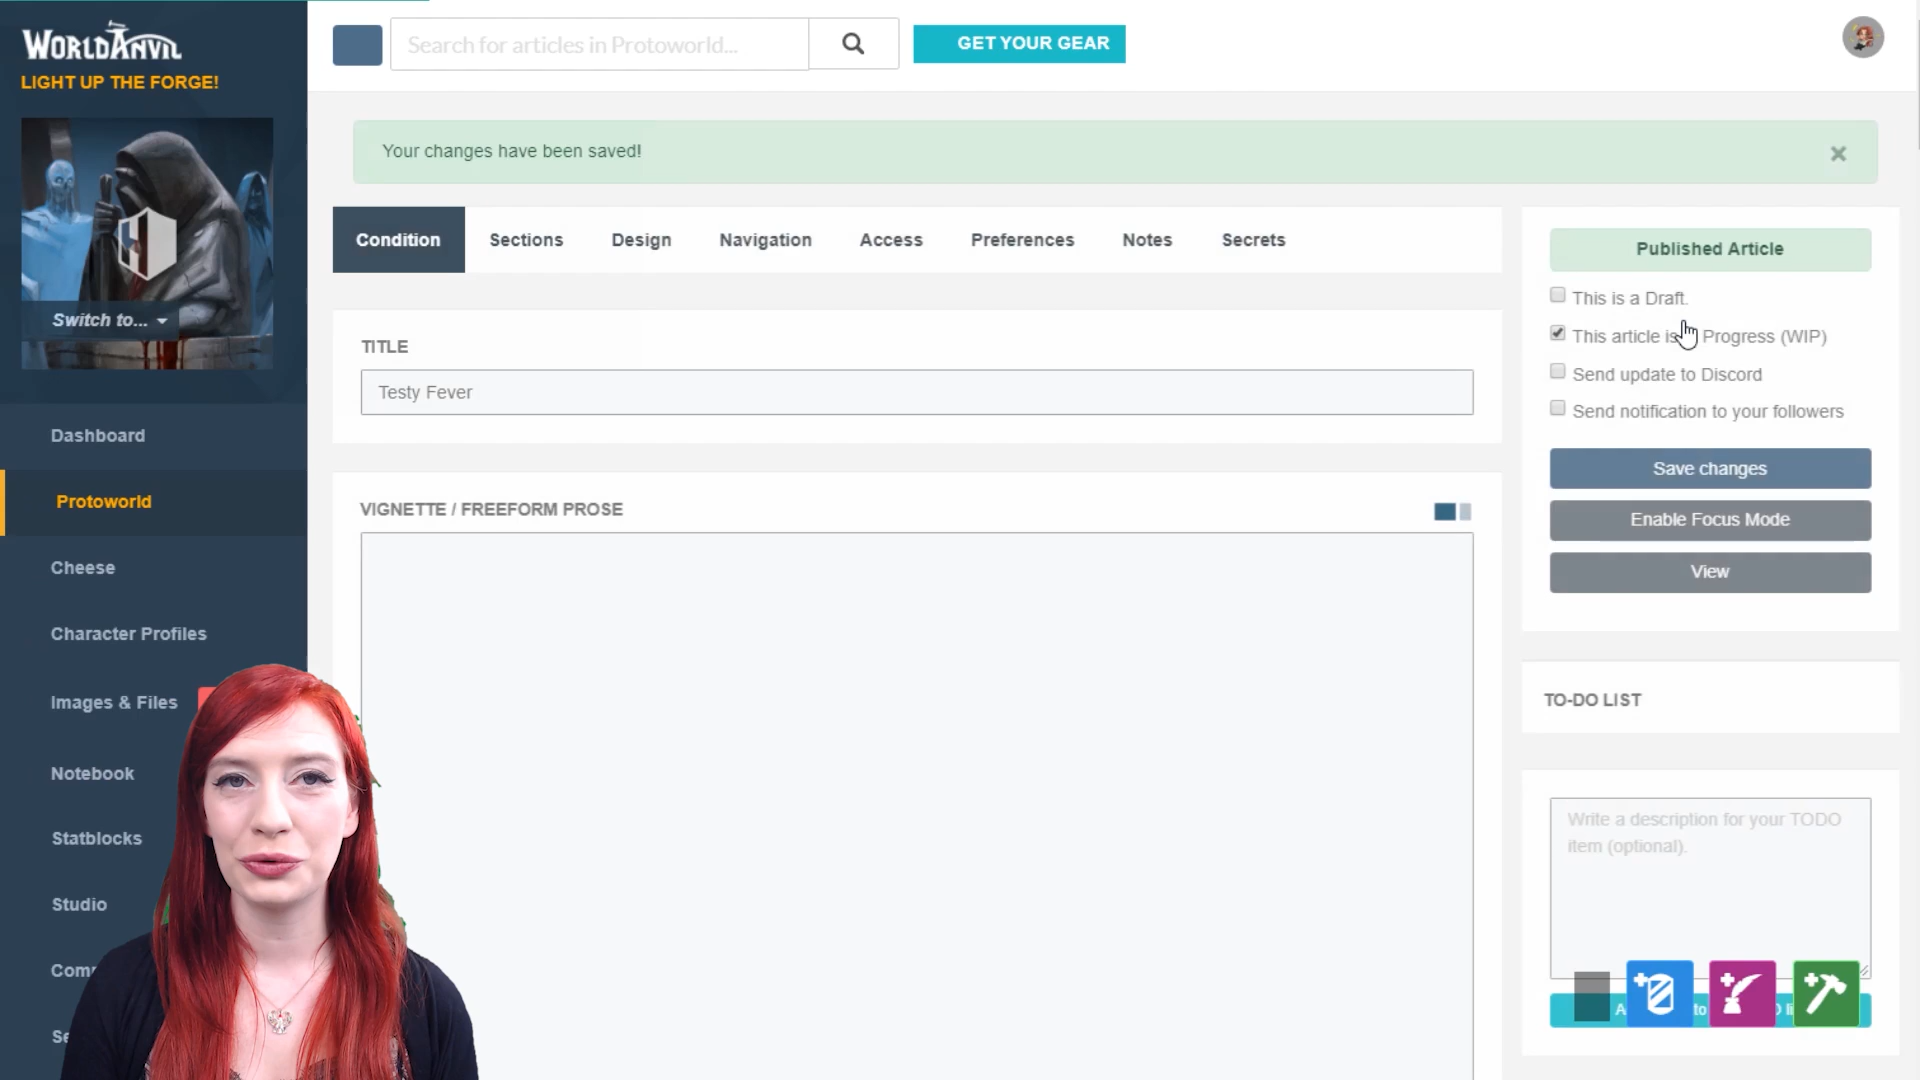 WORLDANVIL
LIGHT UP THE FORGE!
Search for articles in Protoworld...
GET YOUR GEAR
Switch to...
Dashboard
Protoworld
Cheese
Character Profiles
Images & Files
Notebook
Statblocks
Studio
Your changes have been saved!
Condition
Sections
Design
Navigation
Access
Preferences
Notes
Secrets
TITLE
Testy Fever
VIGNETTE / FREEFORM PROSE
Published Article
This is a Draft.
This article is Progress (WIP)
Send update to Discord
Send notification to your followers
Save changes
Enable Focus Mode
View
TO-DO LIST
Write a description for your TODO
item (optional).